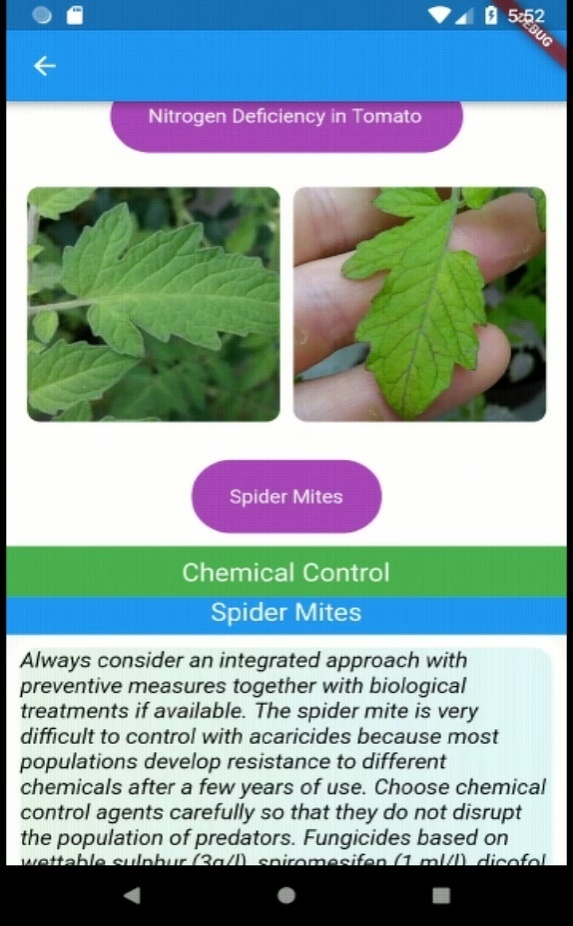 5:52
DEBUG
Nitrogen Deficiency in Tomato
Spider Mites
Chemical Control
Spider Mites
Always consider an integrated approach with
preventive measures together with biological
treatments if available. The spider mite is very
difficult to control with acaricides because most
populations develop resistance to different
chemicals after a few years of use. Choose chemical
control agents carefully so that they do not disrupt
the population of predators. Fungicides based on
wettable sulphur (3g/l), spiromesifen (1 ml/l), dicofol